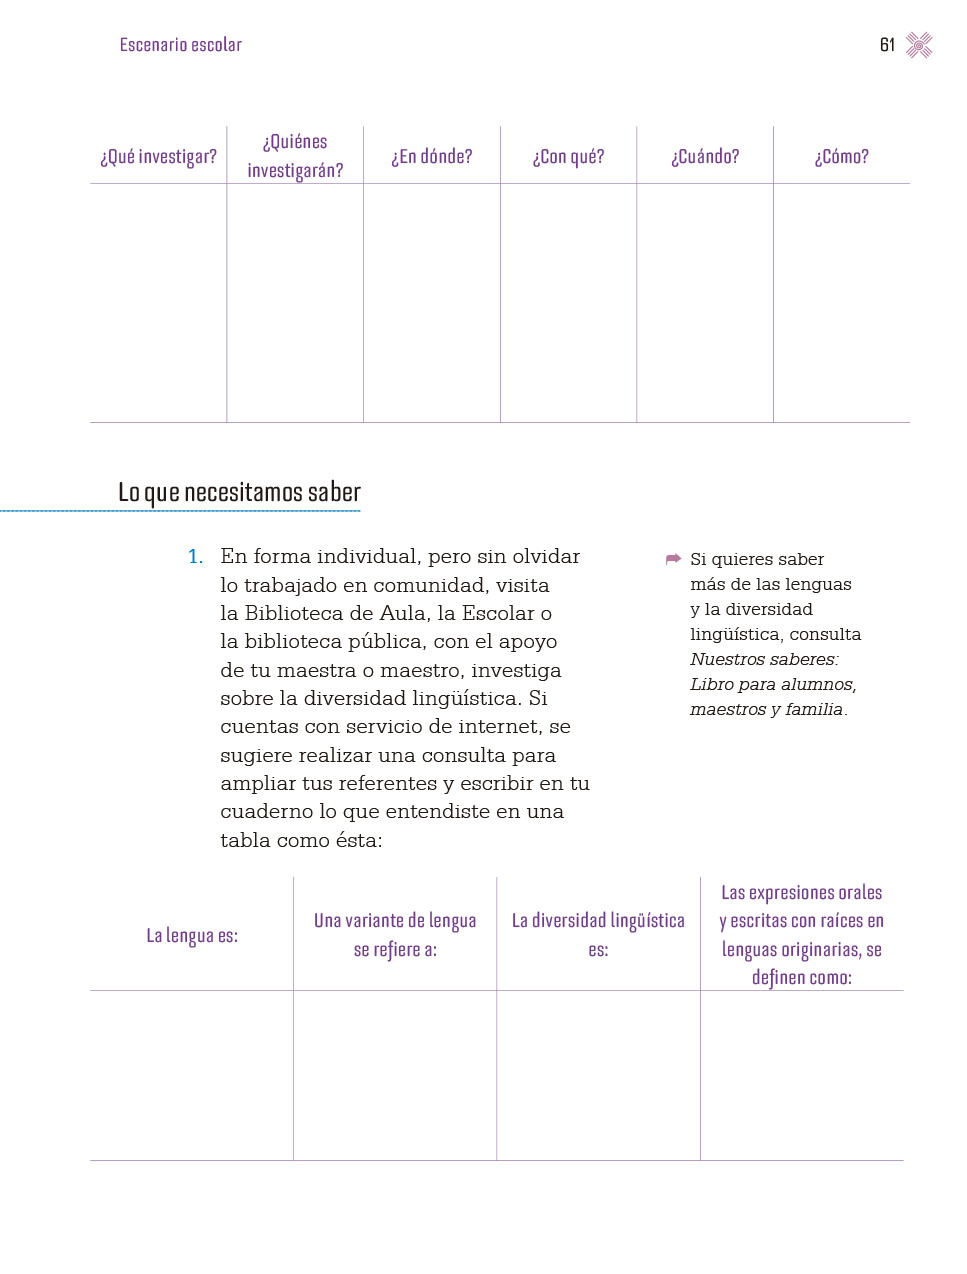 Escenario escolar
61
¿Qué investigar?
¿Quiénes
investigarán?
¿En dónde?
¿Con qué?
¿Cuándo?
¿Cómo?
Lo que necesitamos saber
1. En forma individual, pero sin olvidar
lo trabajado en comunidad, visita
la Biblioteca de Aula, la Escolar o
la biblioteca pública, con el apoyo
de tu maestra o maestro, investiga
sobre la diversidad lingüística. Si
cuentas con servicio de internet, se
sugiere realizar una consulta para
ampliar tus referentes y escribir en tu
cuaderno lo que entendiste en una
tabla como ésta:
Si quieres saber
más de las lenguas
y la diversidad
lingüística, consulta
Nuestros saberes:
Libro para alumnos,
maestros y familia.
La lengua es:
Una variante de lengua
se refiere a:
La diversidad lingüística
es:
Las expresiones orales
y escritas con raíces en
lenguas originarias, se
definen como: